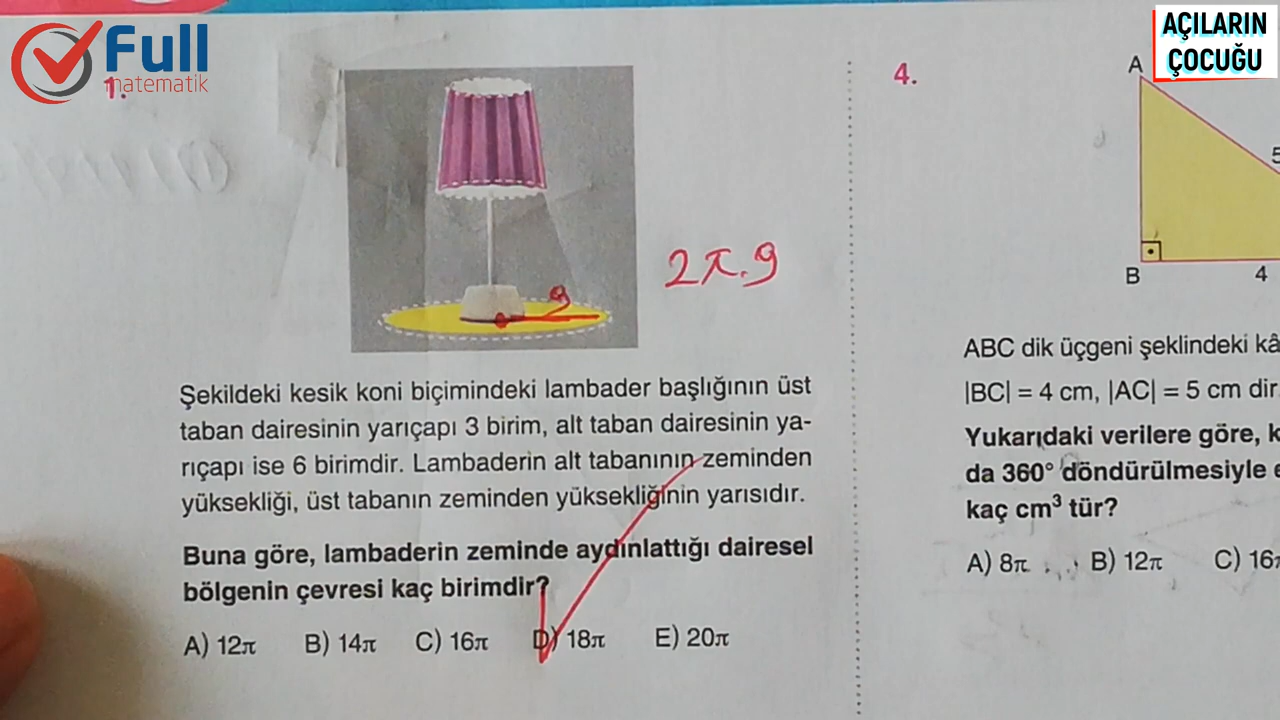 Full
matematik
AÇILARIN
ÇOCUĞU
1.
9
2π.9
Şekildeki kesik koni biçimindeki lambader başlığının üst
taban dairesinin yarıçapı 3 birim, alt taban dairesinin ya-
rıçapı ise 6 birimdir. Lambaderin alt tabanının zeminden
yüksekliği, üst tabanın zeminden yüksekliğinin yarısıdır.
Buna göre, lambaderin zeminde aydınlattığı dairesel
bölgenin çevresi kaç birimdir?
A) 12π B) 14π C) 16π D) 18π E) 20π
4.
A
5
B
4
ABC dik üçgeni şeklindeki kâ
|BC| = 4 cm, |AC| = 5 cm dir.
Yukarıdaki verilere göre, k
da 360° döndürülmesiyle e
kaç cm³ tür?
A) 8π B) 12π C) 16π